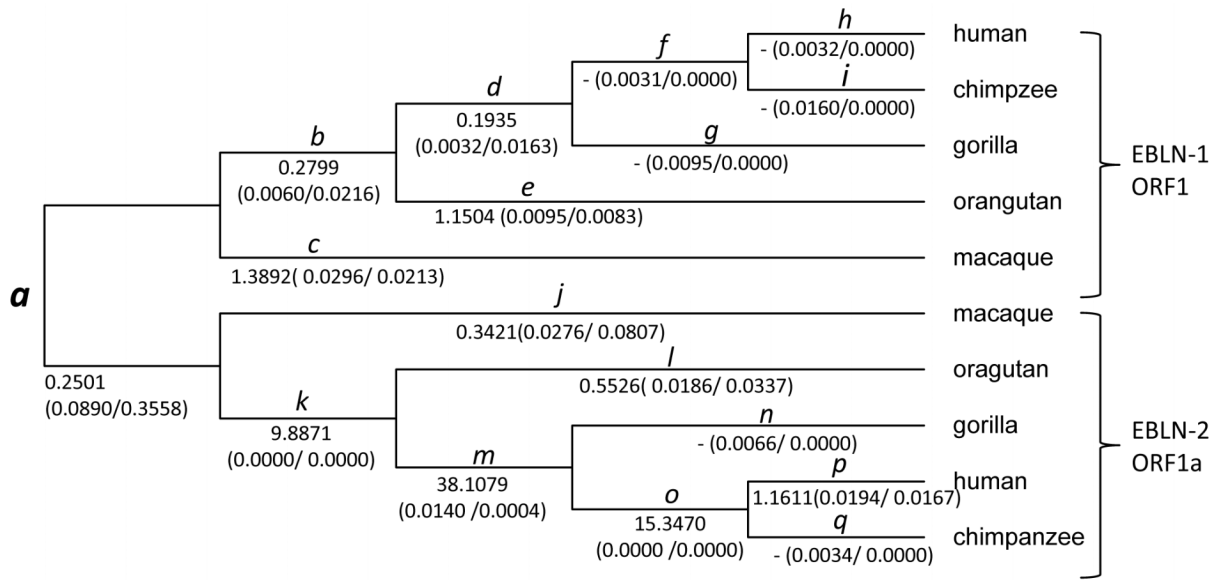 h
human
- (0.0032/0.0000)
f
i
- (0.0031/0.0000)
chimpzee
d
- (0.0160/0.0000)
0.1935
(0.0032/0.0163)
g
gorilla
- (0.0095/0.0000)
b
0.2799
(0.0060/0.0216)
EBLN-1
ORF1
e
orangutan
1.1504 (0.0095/0.0083)
c
macaque
1.3892( 0.0296/ 0.0213)
a
j
macaque
0.3421(0.0276/ 0.0807)
l
oragutan
0.5526( 0.0186/ 0.0337)
0.2501
(0.0890/0.3558)
k
9.8871
(0.0000/ 0.0000)
n
gorilla
- (0.0066/ 0.0000)
EBLN-2
ORF1a
m
38.1079
(0.0140 /0.0004)
p
human
1.1611(0.0194/ 0.0167)
o
15.3470
(0.0000 /0.0000)
q
chimpanzee
- (0.0034/ 0.0000)